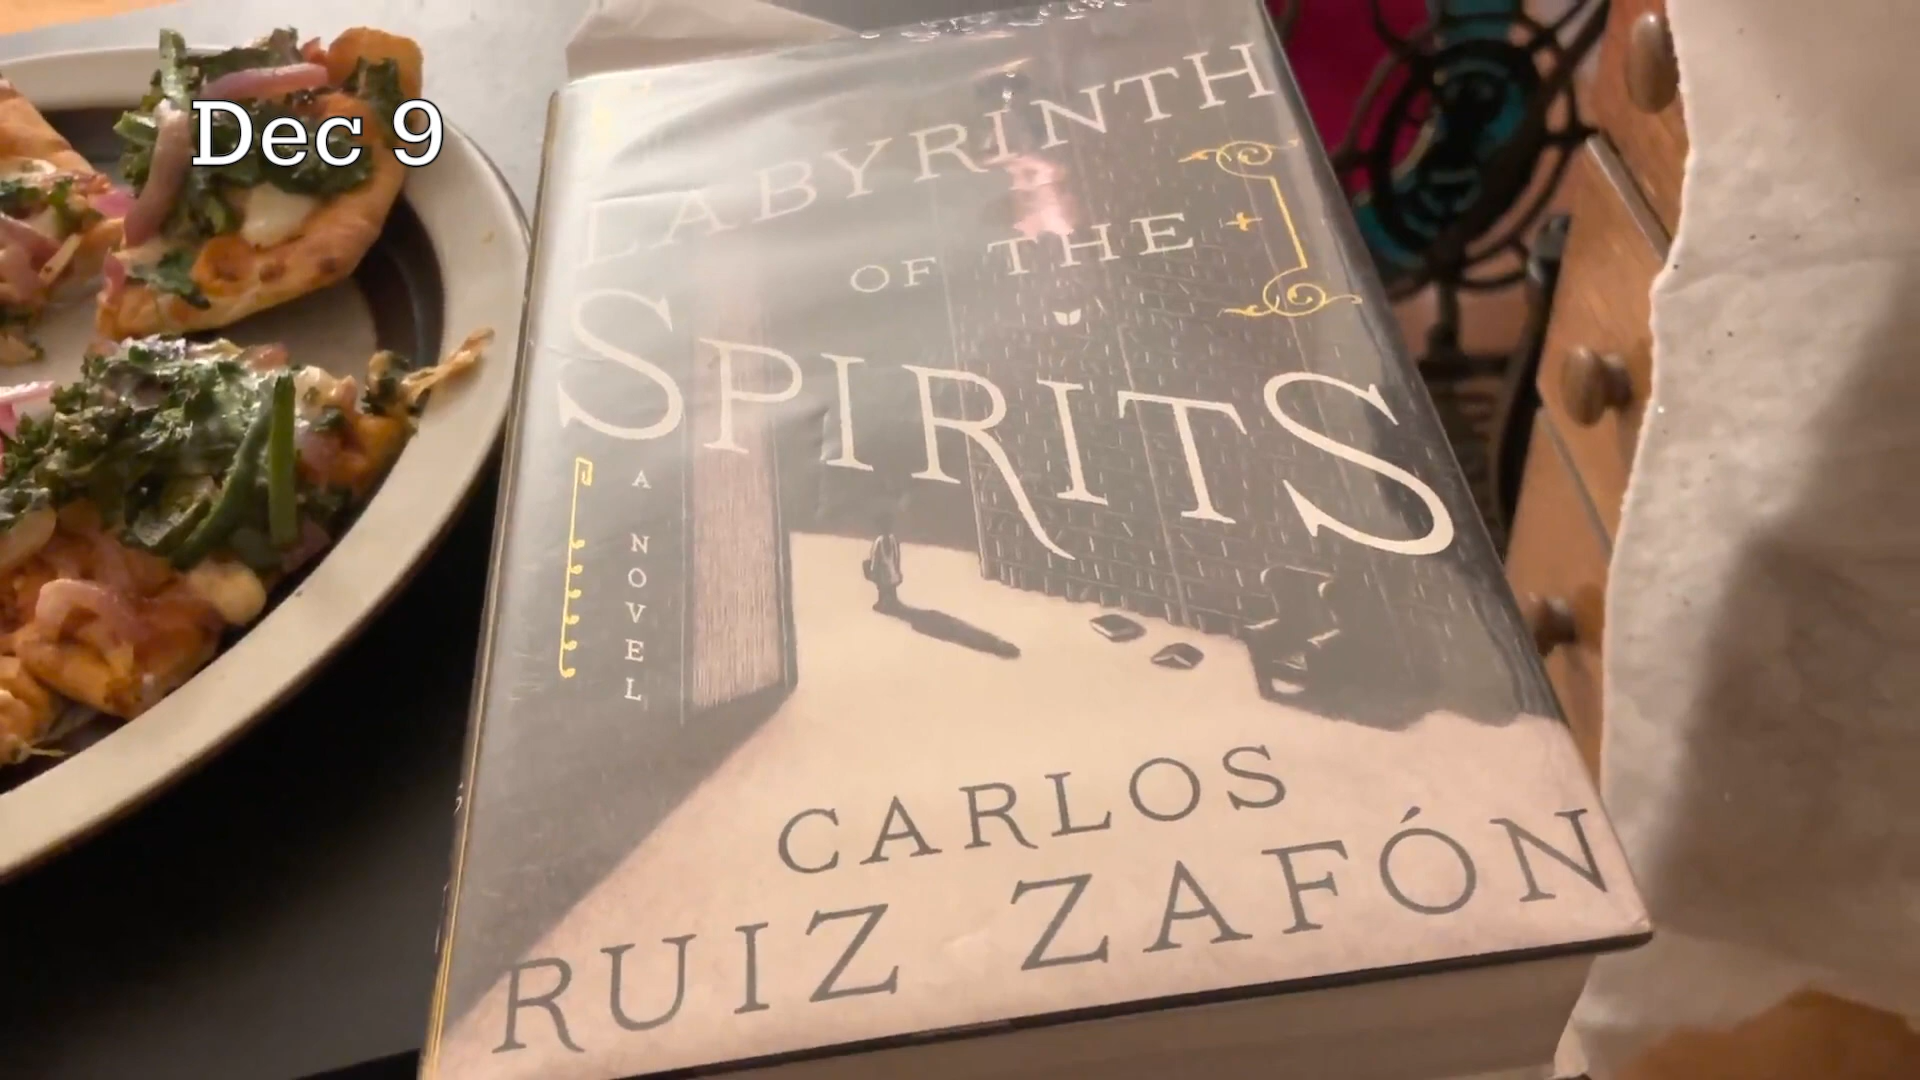 Dec 9
LABYRINTH
OF THE
SPIRITS
A NOVEL
CARLOS
RUIZ ZAFÓN